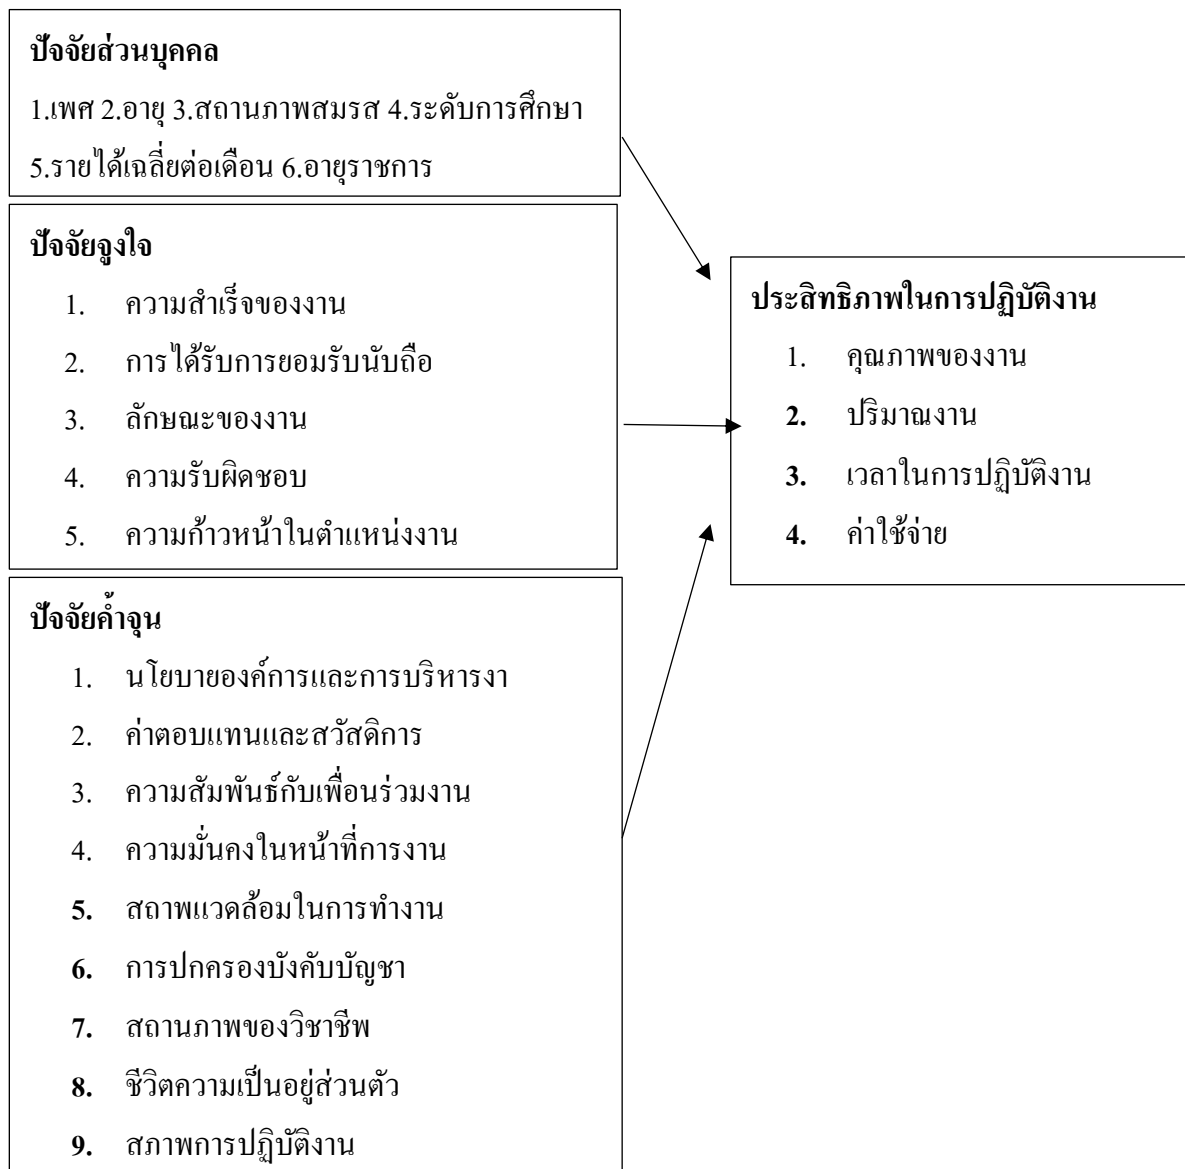 ปัจจัยส่วนบุคคล
1.เพศ 2.อายุ 3.สถานภาพสมรส 4.ระดับการศึกษา
5.รายได้เฉลี่ยต่อเดือน 6.อายุราชการ
ปัจจัยจูงใจ
1. ความสำเร็จของงาน
2. การได้รับการยอมรับนับถือ
3. ลักษณะของงาน
4. ความรับผิดชอบ
5. ความก้าวหน้าในตำแหน่งงาน
ปัจจัยค้ำจุน
1. นโยบายองค์การและการบริหารงา
2. ค่าตอบแทนและสวัสดิการ
3. ความสัมพันธ์กับเพื่อนร่วมงาน
4. ความมั่นคงในหน้าที่การงาน
5. สถาพแวดล้อมในการทำงาน
6. การปกครองบังคับบัญชา
7. สถานภาพของวิชาชีพ
8. ชีวิตความเป็นอยู่ส่วนตัว
9. สภาพการปฏิบัติงาน
ประสิทธิภาพในการปฏิบัติงาน
1. คุณภาพของงาน
2. ปริมาณงาน
3. เวลาในการปฏิบัติงาน
4. ค่าใช้จ่าย